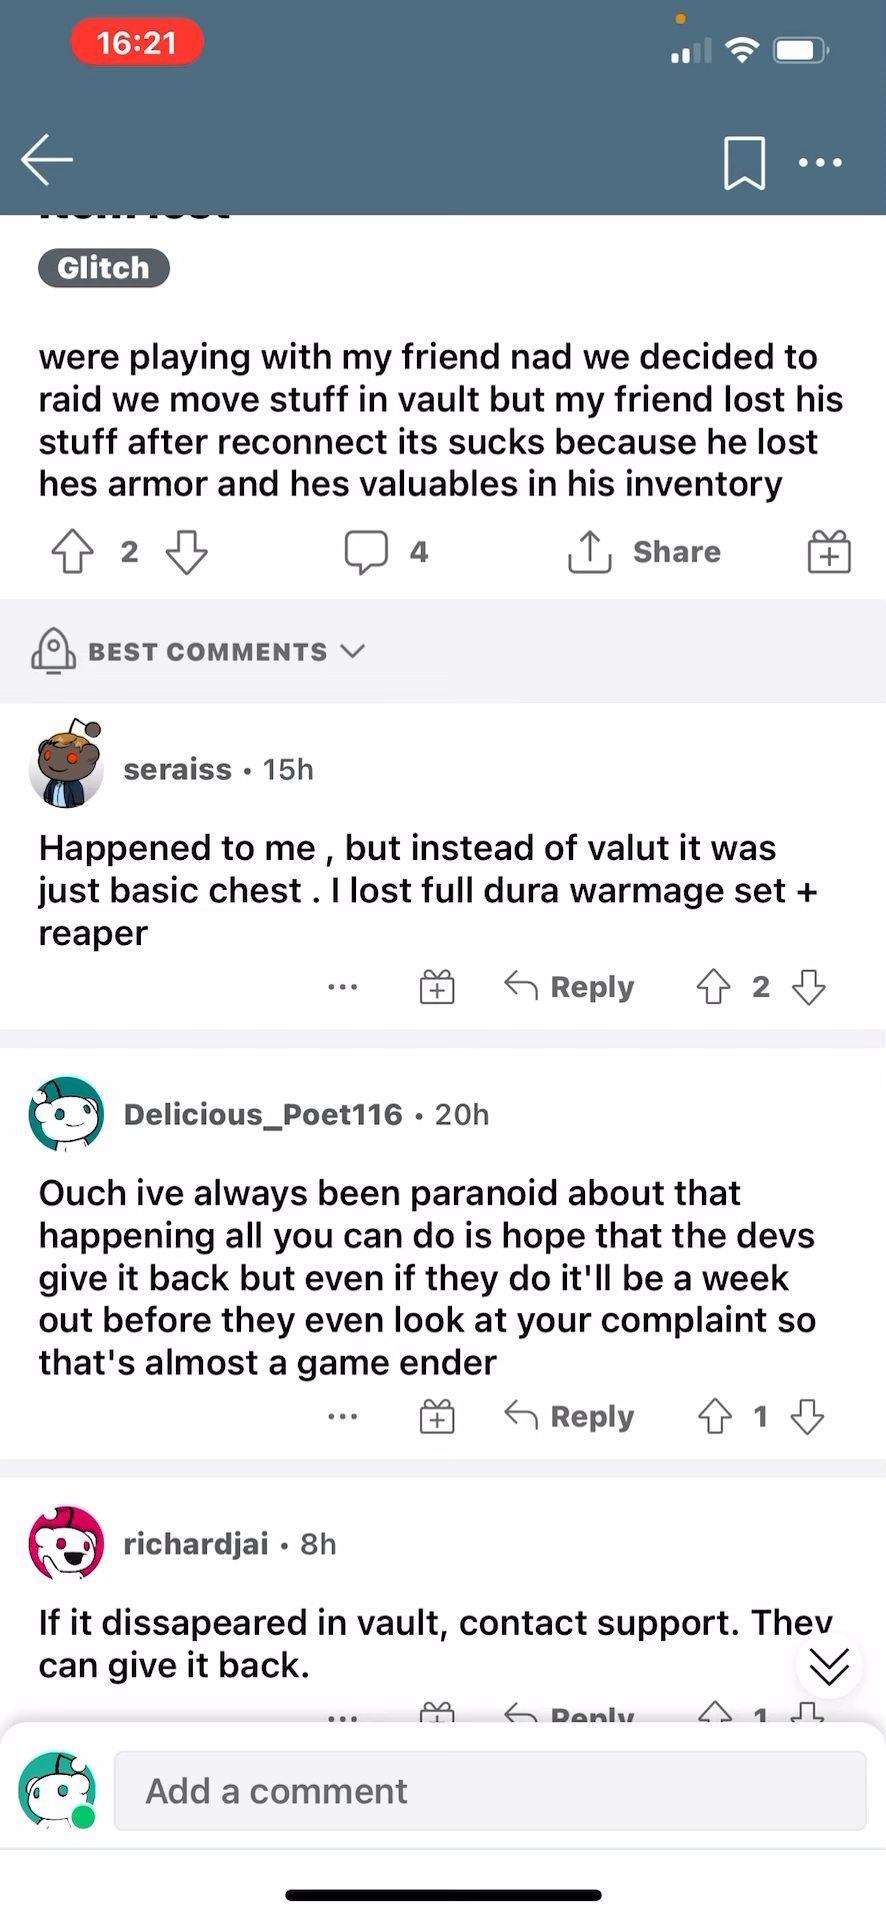 16:21
Glitch
were playing with my friend nad we decided to
raid we move stuff in vault but my friend lost his
stuff after reconnect its sucks because he lost
hes armor and hes valuables in his inventory
2
4
Share
BEST COMMENTS
seraiss • 15h
Happened to me , but instead of valut it was
just basic chest . I lost full dura warmage set +
reaper
Reply
2
Delicious_Poet116 • 20h
Ouch ive always been paranoid about that
happening all you can do is hope that the devs
give it back but even if they do it'll be a week
out before they even look at your complaint so
that's almost a game ender
Reply
1
richardjai • 8h
If it dissapeared in vault, contact support. They
can give it back.
Reply
1
Add a comment